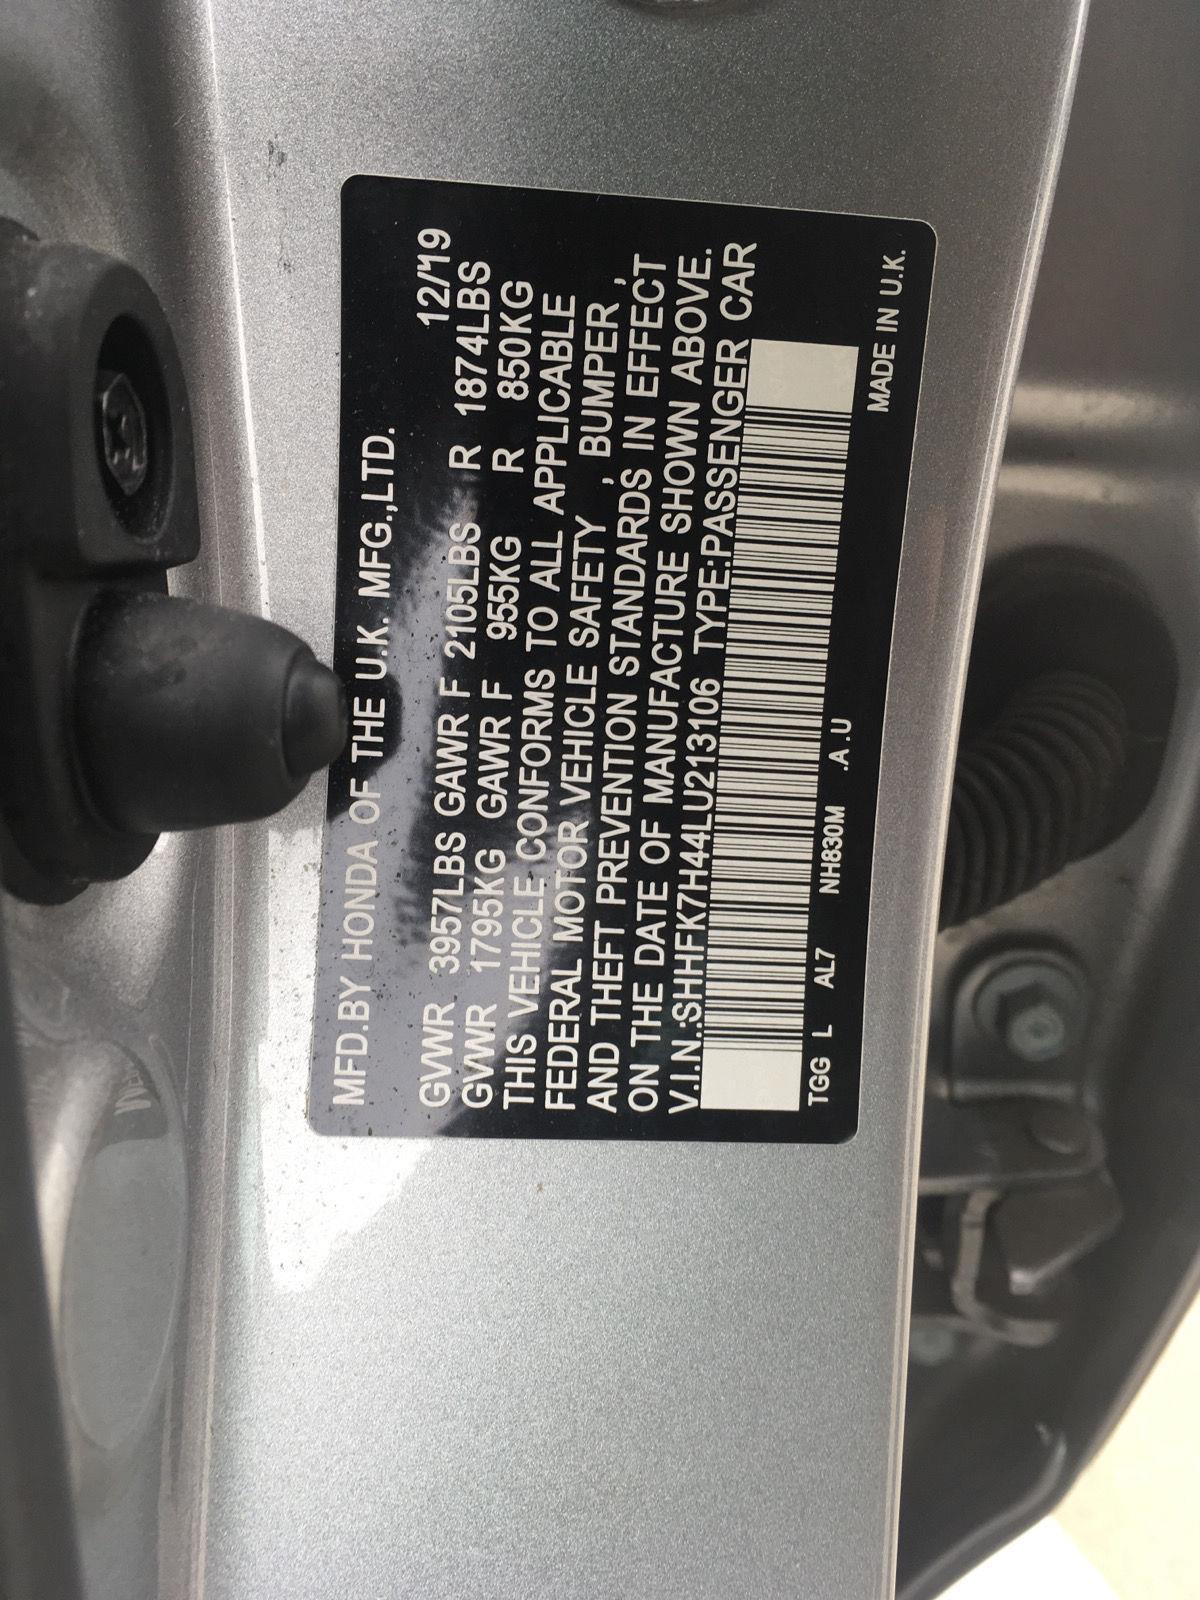 MFD.BY HONDA OF THE U.K. MFG.,LTD.
12/'19
GVWR 3957LBS GAWR F 2105LBS R 1874LBS
GVWR 1795KG GAWR F 955KG R 850KG
THIS VEHICLE CONFORMS TO ALL APPLICABLE
FEDERAL MOTOR VEHICLE SAFETY , BUMPER ,
AND THEFT PREVENTION STANDARDS IN EFFECT
ON THE DATE OF MANUFACTURE SHOWN ABOVE.
V.I.N.:SHHFK7H44LU213106 TYPE:PASSENGER CAR
TGG L AL7 NH830M .A.U
MADE IN U.K.